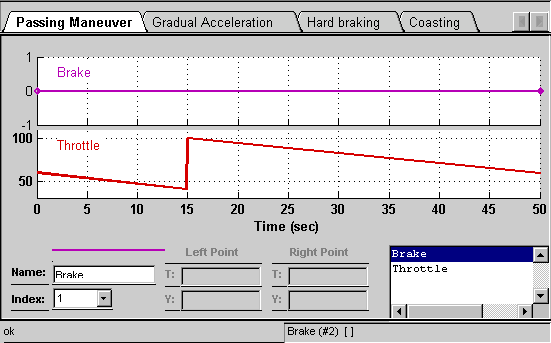 Passing Maneuver Gradual Acceleration Hard braking Coasting
1
Brake
0
-1
100
Throttle
50
0 5 10 15 20 25 30 35 40 45 50
Time (sec)
Left Point Right Point
Name: Brake T: T:
Index: 1 Y: Y:
Brake
Throttle
ok Brake (#2) [ ]